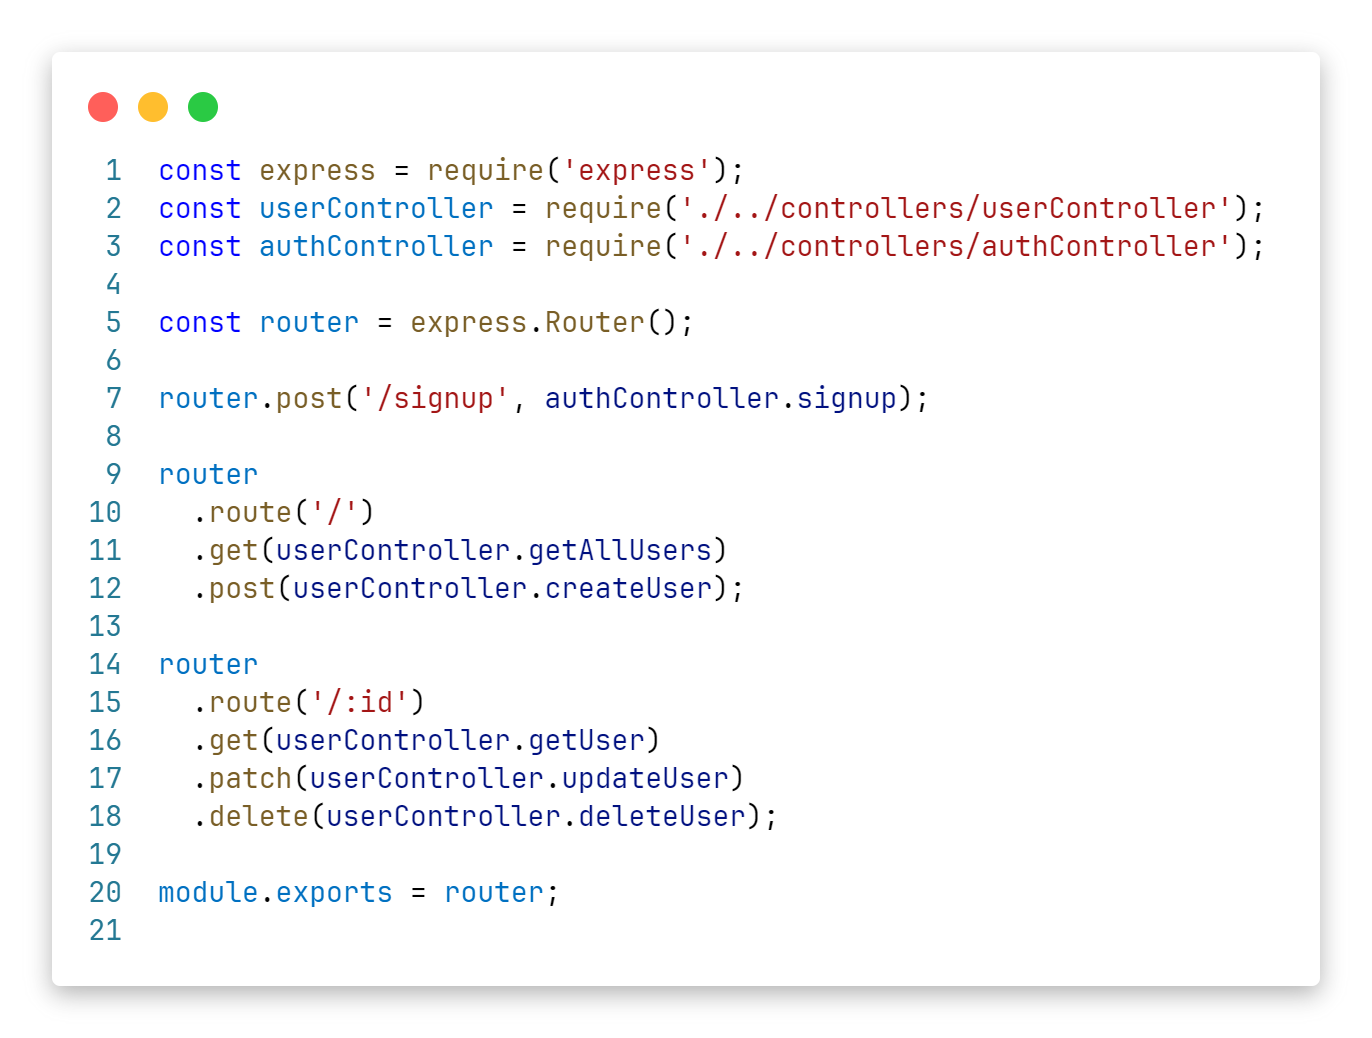 1 const express = require('express');
2 const userController = require('./../controllers/userController');
3 const authController = require('./../controllers/authController');
4
5 const router = express.Router();
6
7 router.post('/signup', authController.signup);
8
9 router
10   .route('/')
11   .get(userController.getAllUsers)
12   .post(userController.createUser);
13
14 router
15   .route('/:id')
16   .get(userController.getUser)
17   .patch(userController.updateUser)
18   .delete(userController.deleteUser);
19
20 module.exports = router;
21